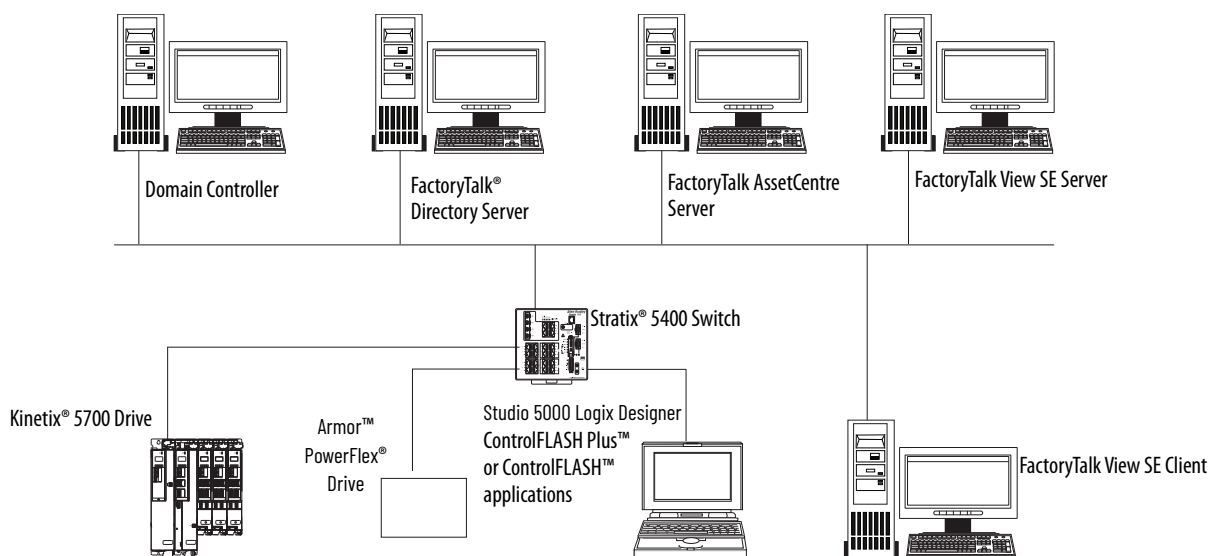 Domain Controller
FactoryTalk®
Directory Server
FactoryTalk AssetCentre
Server
FactoryTalk View SE Server
Stratix® 5400 Switch
Kinetix® 5700 Drive
Armor™
PowerFlex®
Drive
Studio 5000 Logix Designer
ControlFLASH Plus™
or ControlFLASH™
applications
FactoryTalk View SE Client